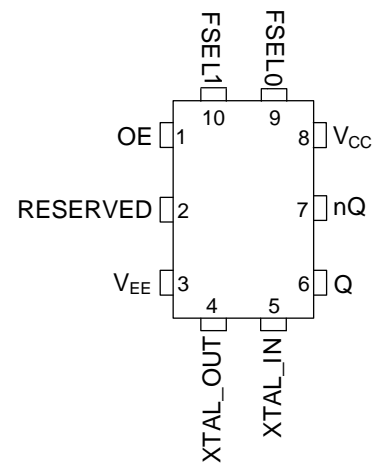 FSEL1
FSEL0
10
9
OE
1
8
VCC
RESERVED
2
7
nQ
VEE
3
6
Q
4
5
XTAL_OUT
XTAL_IN